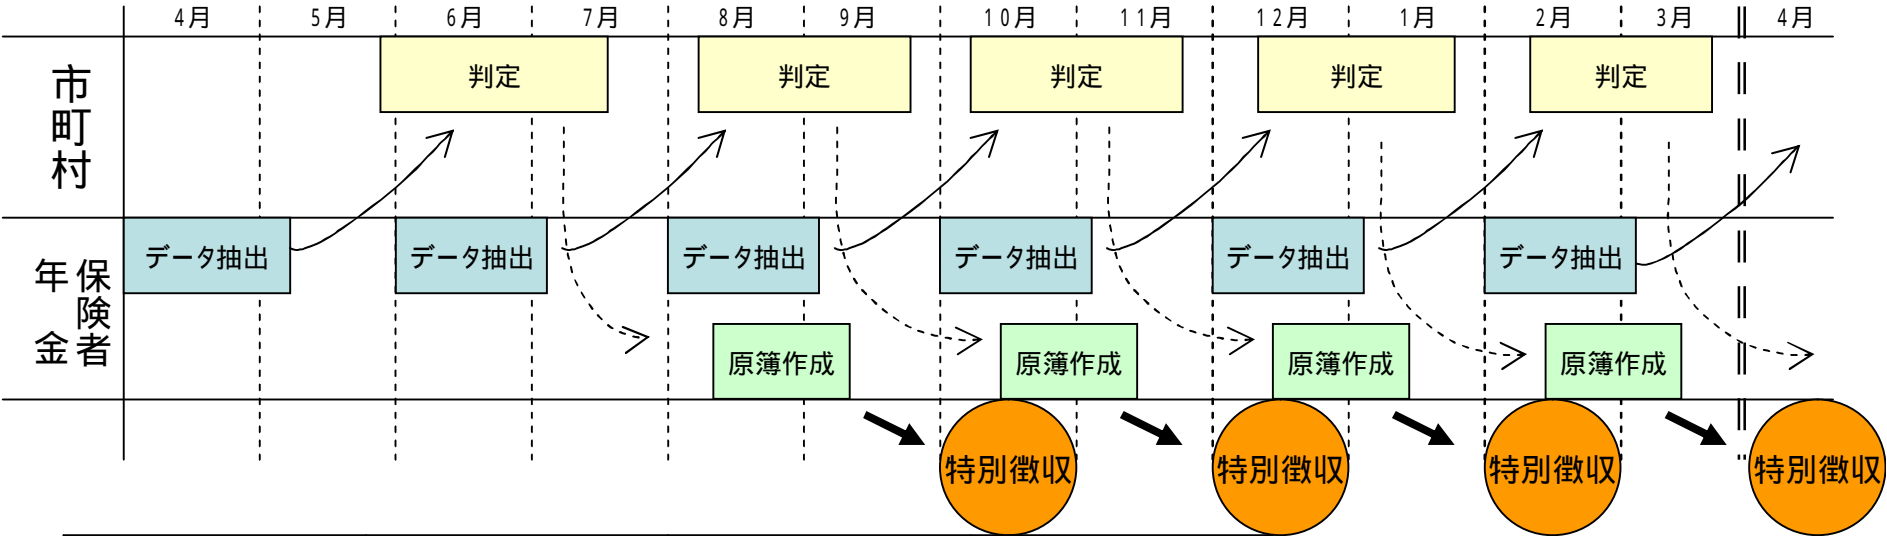 4月 5月 6月 7月 8月 9月 10月 11月 12月 1月 2月 3月 4月
市町村
判定 判定 判定 判定 判定
年金保険者
データ抽出 データ抽出 データ抽出 データ抽出 データ抽出 データ抽出
原簿作成 原簿作成 原簿作成 原簿作成
特別徴収 特別徴収 特別徴収 特別徴収